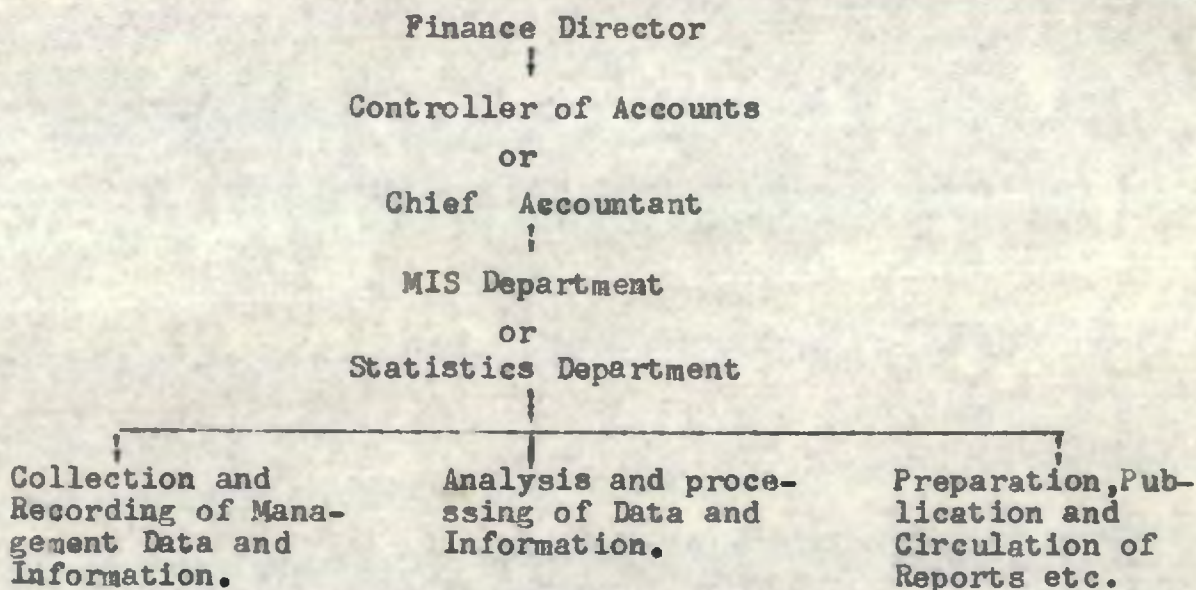 Finance Director
Controller of Accounts
or
Chief Accountant
MIS Department
or
Statistics Department
Collection and
Recording of Mana-
gement Data and
Information.
Analysis and proce-
ssing of Data and
Information.
Preparation,Pub-
lication and
Circulation of
Reports etc.